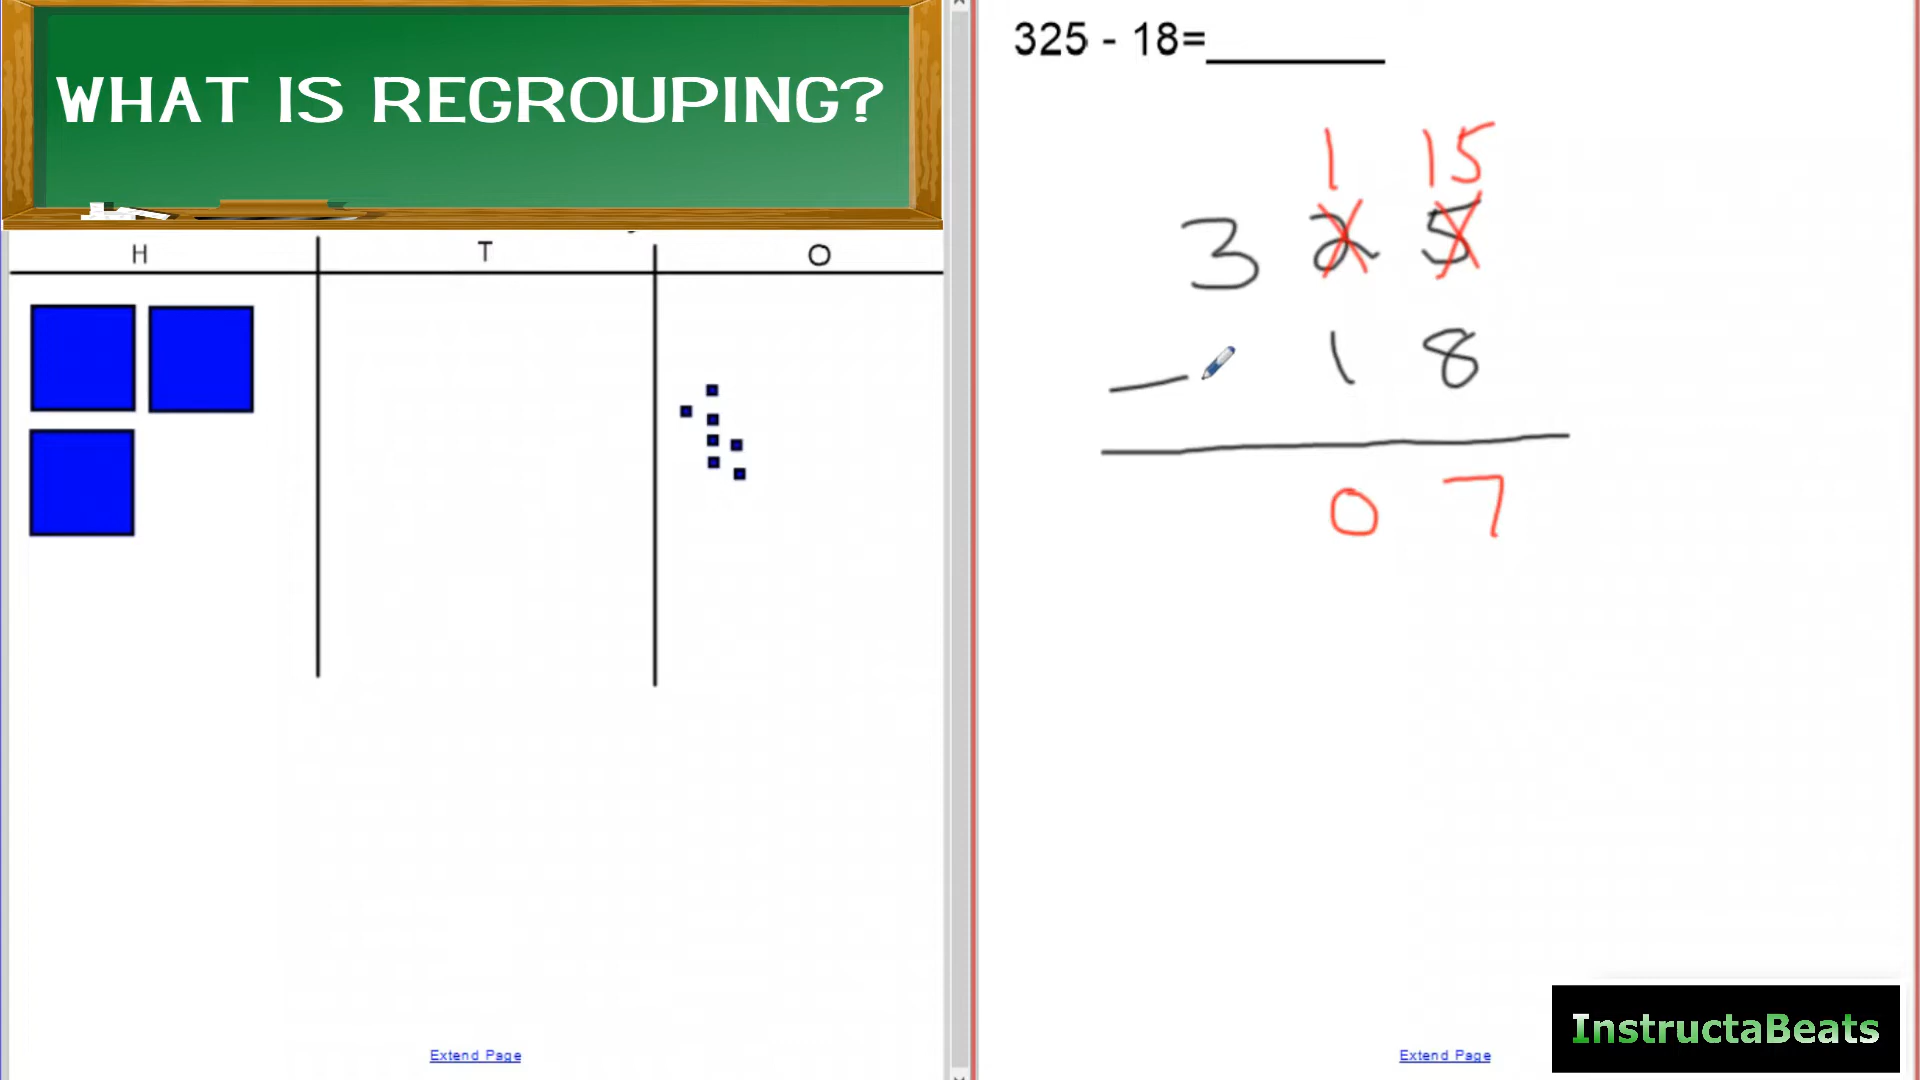 WHAT IS REGROUPING?
H T O
Extend Page
325 - 18=
1 15
3 2 5
- 1 8
0 7
Extend Page
InstructaBeats